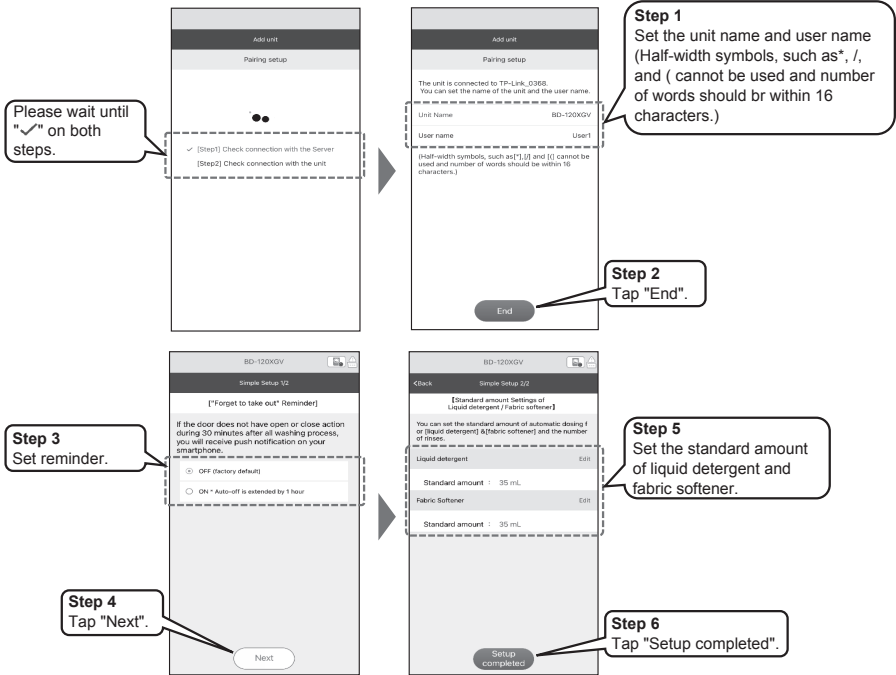 Add unit
Pairing setup
Please wait until
"✓" on both
steps.
✓ [Step1] Check connection with the Server
[Step2] Check connection with the unit
Add unit
Pairing setup
The unit is connected to TP-Link_0368.
You can set the name of the unit and the user name.
Unit Name BD-120XGV
User name User1
(Half-width symbols, such as[*],[/] and [(] cannot be
used and number of words should be within 16
characters.)
End
Step 1
Set the unit name and user name
(Half-width symbols, such as*, /,
and ( cannot be used and number
of words should br within 16
characters.)
Step 2
Tap "End".
BD-120XGV
Simple Setup 1/2
["Forget to take out" Reminder]
If the door does not have open or close action
during 30 minutes after all washing process,
you will receive push notification on your
smartphone.
OFF (factory default)
ON * Auto-off is extended by 1 hour
Next
Step 3
Set reminder.
Step 4
Tap "Next".
BD-120XGV
<Back Simple Setup 2/2
【Standard amount Settings of
Liquid detergent / Fabric softener】
You can set the standard amount of automatic dosing f
or [liquid detergent] &[fabric softener] and the number
of rinses.
Liquid detergent Edit
Standard amount : 35 mL
Fabric Softener Edit
Standard amount : 35 mL
Setup
completed
Step 5
Set the standard amount
of liquid detergent and
fabric softener.
Step 6
Tap "Setup completed".